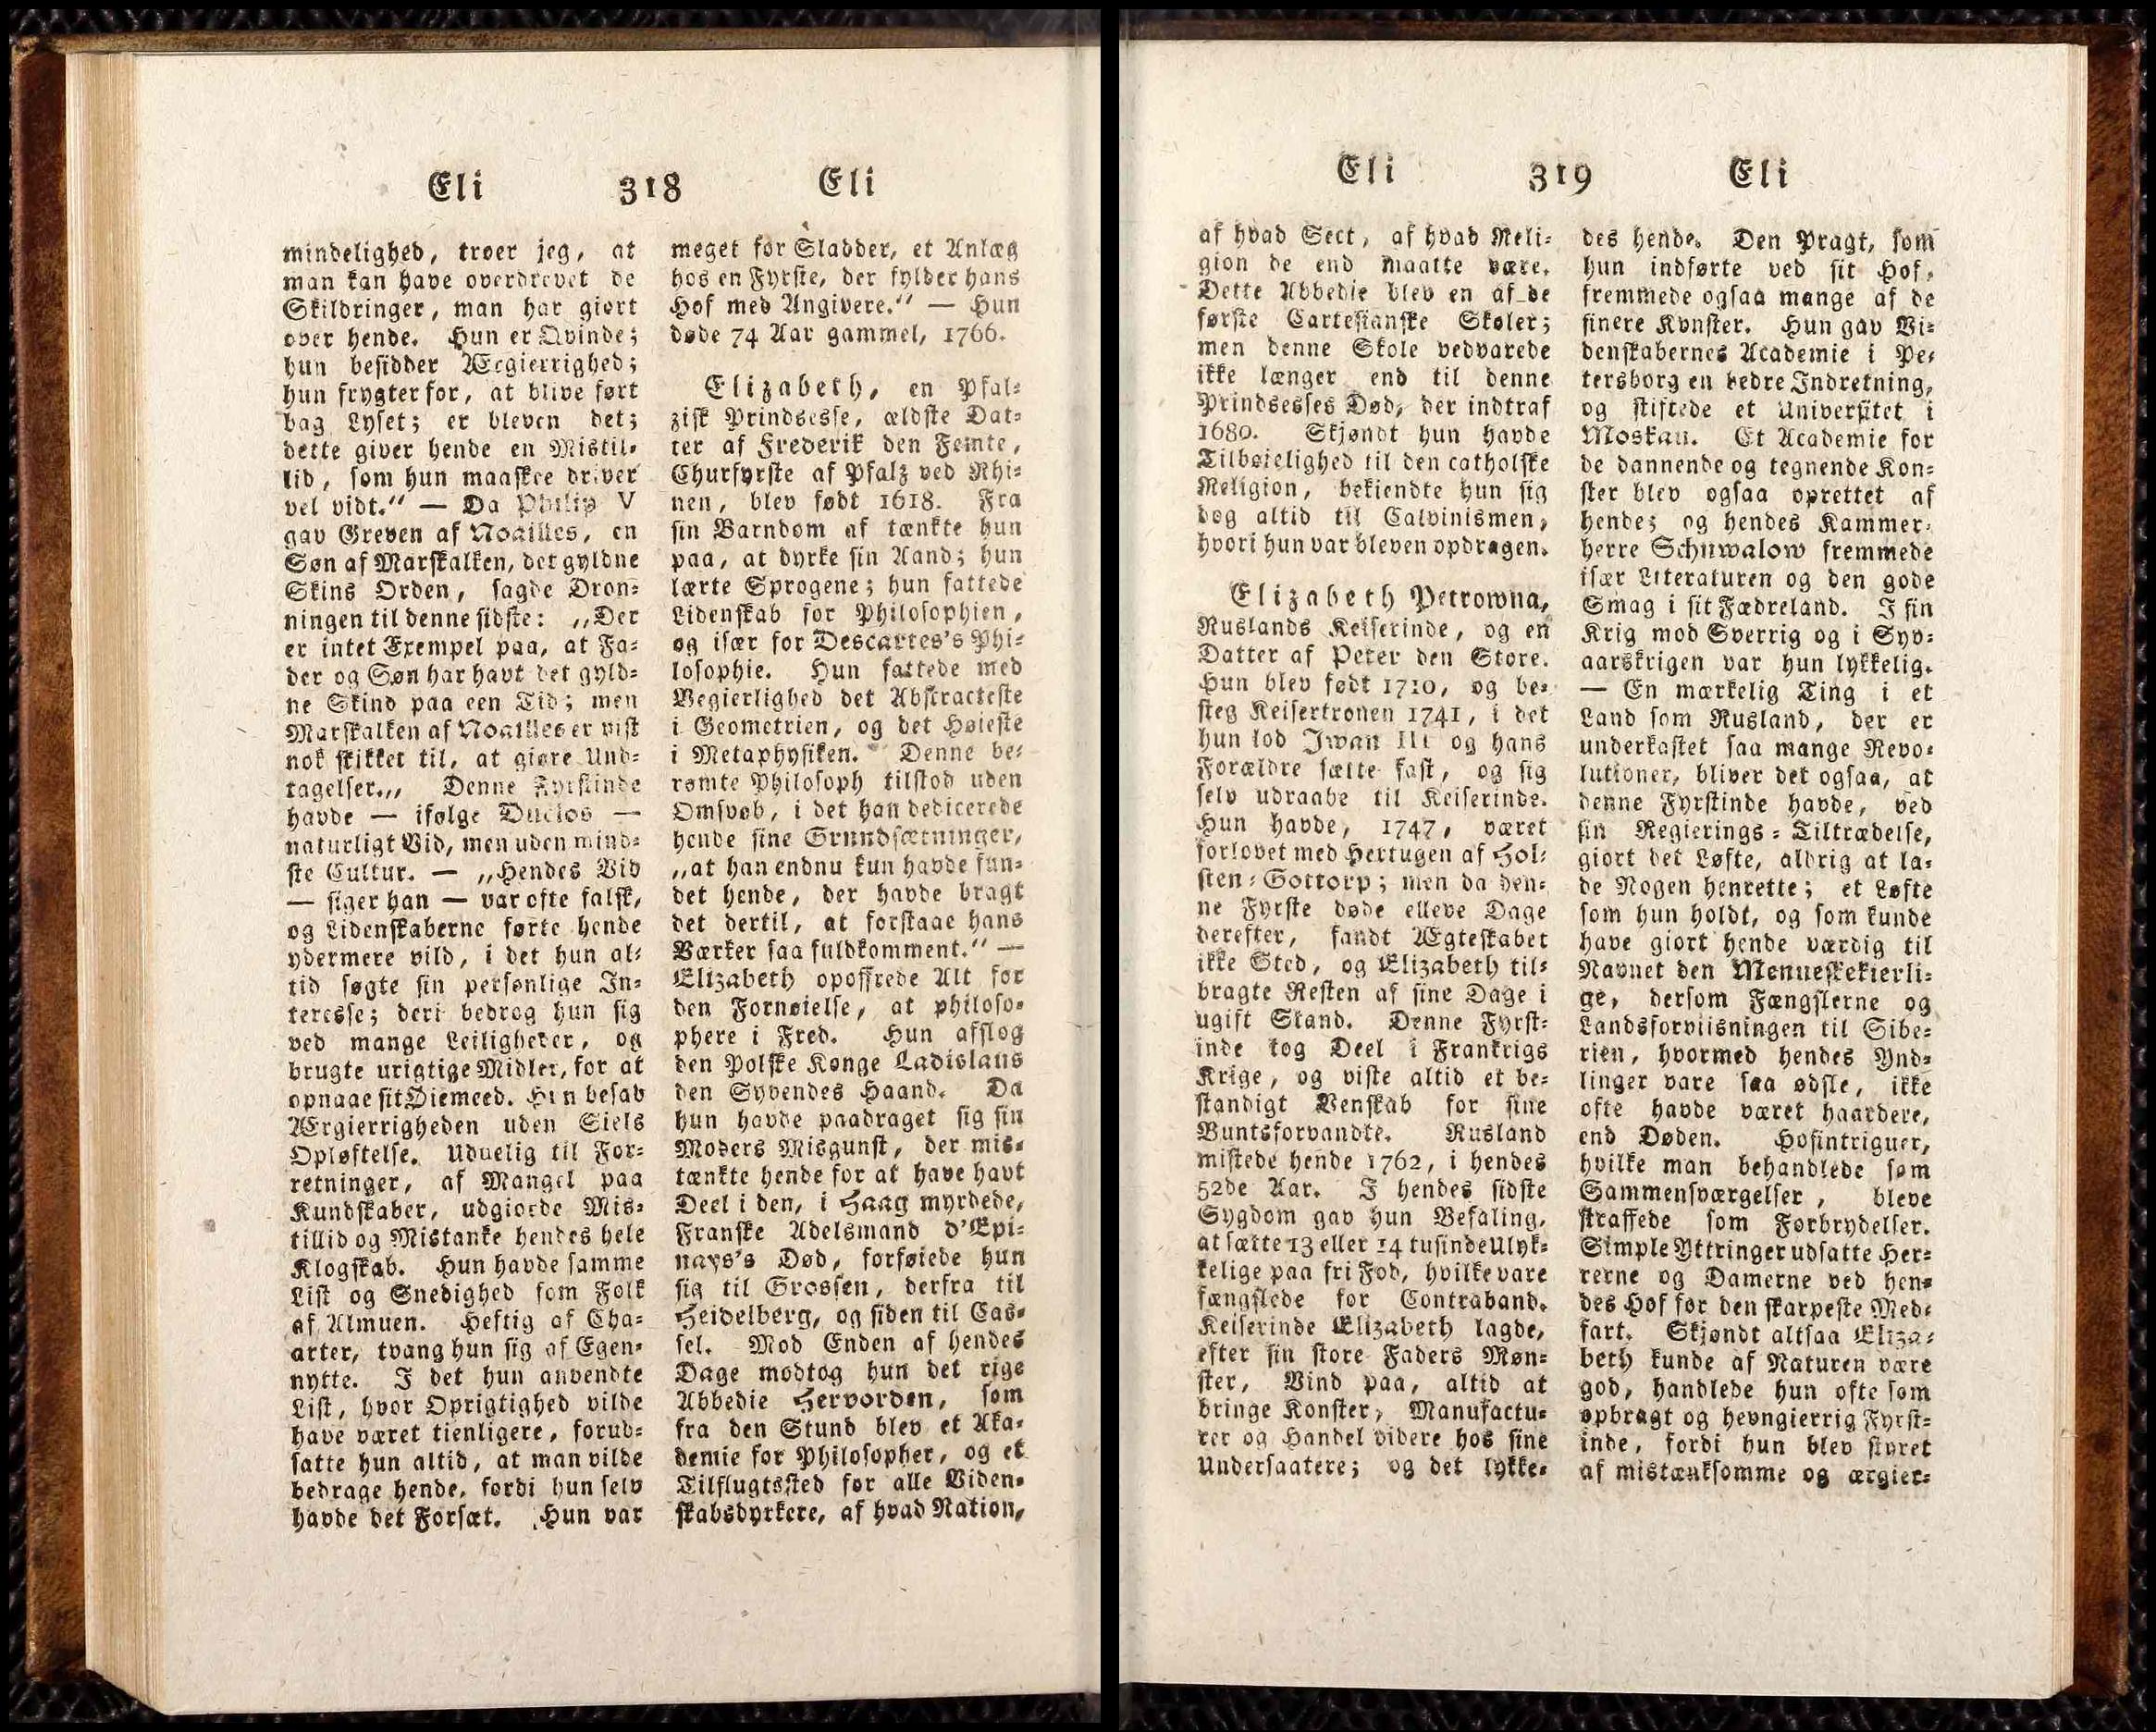 Eli 318 Eli
mindelighed, troer jeg, at
man kan have overdrevet de
Skildringer, man har giort
over hende. Hun er Qvinde;
hun besidder Ærgierrighed;
hun frygter for, at blive ført
bag Lyset; er bleven det;
dette giver hende en Mistil-
lid, som hun maaskee driver
vel vidt.“ — Da Philip V
gav Greven af Noailles, en
Søn af Marskalken, det gyldne
Skins Orden, sagde Dron-
ningen til denne sidste: „Der
er intet Exempel paa, at Fa-
der og Søn har havt det gyld-
ne Skind paa een Tid; men
Marskalken af Noailles er vist
nok skikket til, at giøre Und-
tagelser.„ Denne Fyrstinde
havde — ifølge Duclos —
naturligt Vid, men uden mind-
ste Cultur. — „Hendes Vid
— siger han — var ofte falsk,
og Lidenskaberne førte hende
ydermere vild, i det hun al-
tid søgte sin personlige In-
teresse; deri bedrog hun sig
ved mange Leiligheder, og
brugte urigtige Midler, for at
opnaae sit Øiemeed. Hun besad
Ærgierrigheden uden Siels
Opløftelse. Uduelig til For-
retninger, af Mangel paa
Kundskaber, udgiorde Mis-
tillid og Mistanke hendes hele
Klogskab. Hun havde samme
List og Snedighed som Folk
af Almuen. Heftig af Cha-
arter, tvang hun sig af Egen-
nytte. I det hun anvendte
List, hvor Oprigtighed vilde
have været tienligere, forud-
satte hun altid, at man vilde
bedrage hende, fordi hun selv
havde det Forsæt. Hun var
meget for Sladder, et Anlæg
hos en Fyrste, der fylder hans
Hof med Angivere.“ — Hun
døde 74 Aar gammel, 1766.
Elizabeth, en Pfal-
zisk Prindsesse, ældste Dat-
ter af Frederik den Femte,
Churfyrste af Pfalz ved Rhi-
nen, blev født 1618. Fra
sin Barndom af tænkte hun
paa, at dyrke sin Aand; hun
lærte Sprogene; hun fattede
Lidenskab for Philosophien,
og især for Descartes's Phi-
losophie. Hun fattede med
Begierlighed det Abstracteste
i Geometrien, og det Høieste
i Metaphysiken. Denne be-
rømte Philosoph tilstod uden
Omsvøb, i det han dedicerede
hende sine Grundsætninger,
„at han endnu kun havde fun-
det hende, der havde bragt
det dertil, at forstaae hans
Værker saa fuldkomment.“ —
Elizabeth opoffrede Alt for
den Fornøielse, at philoso-
phere i Fred. Hun afslog
den Polske Konge Ladislaus
den Syvendes Haand. Da
hun havde paadraget sig sin
Moders Misgunst, der mis-
tænkte hende for at have havt
Deel i den, i Haag myrdede,
Franske Adelsmand d'Epi-
nays's Død, forføiede hun
sig til Grossen, derfra til
Heidelberg, og siden til Cas-
sel. Mod Enden af hendes
Dage modtog hun det rige
Abbedie Hervorden, som
fra den Stund blev et Aka-
demie for Philosopher, og et
Tilflugtssted for alle Viden-
skabsdyrkere, af hvad Nation,
Eli 319 Eli
af hvad Sect, af hvad Reli-
gion de end maatte være.
Dette Abbedie blev en af de
første Cartesianske Skoler;
men denne Skole vedvarede
ikke længer end til denne
Prindsesses Død, der indtraf
1680. Skjøndt hun havde
Tilbøielighed til den catholske
Religion, bekiendte hun sig
dog altid til Calvinismen,
hvori hun var bleven opdragen.
Elizabeth Petrowna,
Ruslands Keiserinde, og en
Datter af Peter den Store.
Hun blev født 1710, og be-
steg Keisertronen 1741, i det
hun lod Iwan III og hans
Forældre sætte fast, og sig
selv udraabe til Keiserinde.
Hun havde, 1747, været
forlovet med Hertugen af Hol-
sten-Gottorp; men da den-
ne Fyrste døde elleve Dage
derefter, fandt Ægteskabet
ikke Sted, og Elizabeth til-
bragte Resten af sine Dage i
ugift Stand. Denne Fyrst-
inde tog Deel i Frankrigs
Krige, og viste altid et be-
standigt Venskab for sine
Buntsforvandte. Rusland
mistede hende 1762, i hendes
52de Aar. I hendes sidste
Sygdom gav hun Befaling,
at sætte 13 eller 14 tusinde Ulyk-
kelige paa fri Fod, hvilke vare
fængslede for Contraband.
Keiserinde Elizabeth lagde,
efter sin store Faders Møn-
ster, Vind paa, altid at
bringe Konster, Manufactu-
rer og Handel videre hos sine
Undersaatere; og det lykke-
des hende. Den Pragt, som
hun indførte ved sit Hof,
fremmede ogsaa mange af de
finere Konster. Hun gav Vi-
denskabernes Academie i Pe-
tersborg en bedre Indretning,
og stiftede et Universitet i
Moskau. Et Academie for
de dannende og tegnende Kon-
ster blev ogsaa oprettet af
hende; og hendes Kammer-
herre Schuwalow fremmede
især Literaturen og den gode
Smag i sit Fædreland. I sin
Krig mod Sverrig og i Syv-
aarskrigen var hun lykkelig.
— En mærkelig Ting i et
Land som Rusland, der er
underkastet saa mange Revo-
lutioner, bliver det ogsaa, at
denne Fyrstinde havde, ved
sin Regierings-Tiltrædelse,
giort det Løfte, aldrig at la-
de Nogen henrette; et Løfte
som hun holdt, og som kunde
have giort hende værdig til
Navnet den Menneskekierli-
ge, dersom Fængslerne og
Landsforviisningen til Sibe-
rien, hvormed hendes Ynd-
linger vare saa ødsle, ikke
ofte havde været haardere,
end Døden. Hofintriguer,
hvilke man behandlede som
Sammensværgelser, bleve
straffede som Forbrydelser.
Simple Yttringer udsatte Her-
rerne og Damerne ved hen-
des Hof for den skarpeste Med-
fart. Skjøndt altsaa Eliza-
beth kunde af Naturen være
god, handlede hun ofte som
opbragt og hevngierrig Fyrst-
inde, fordi hun blev styret
af mistænksomme og ærgier-